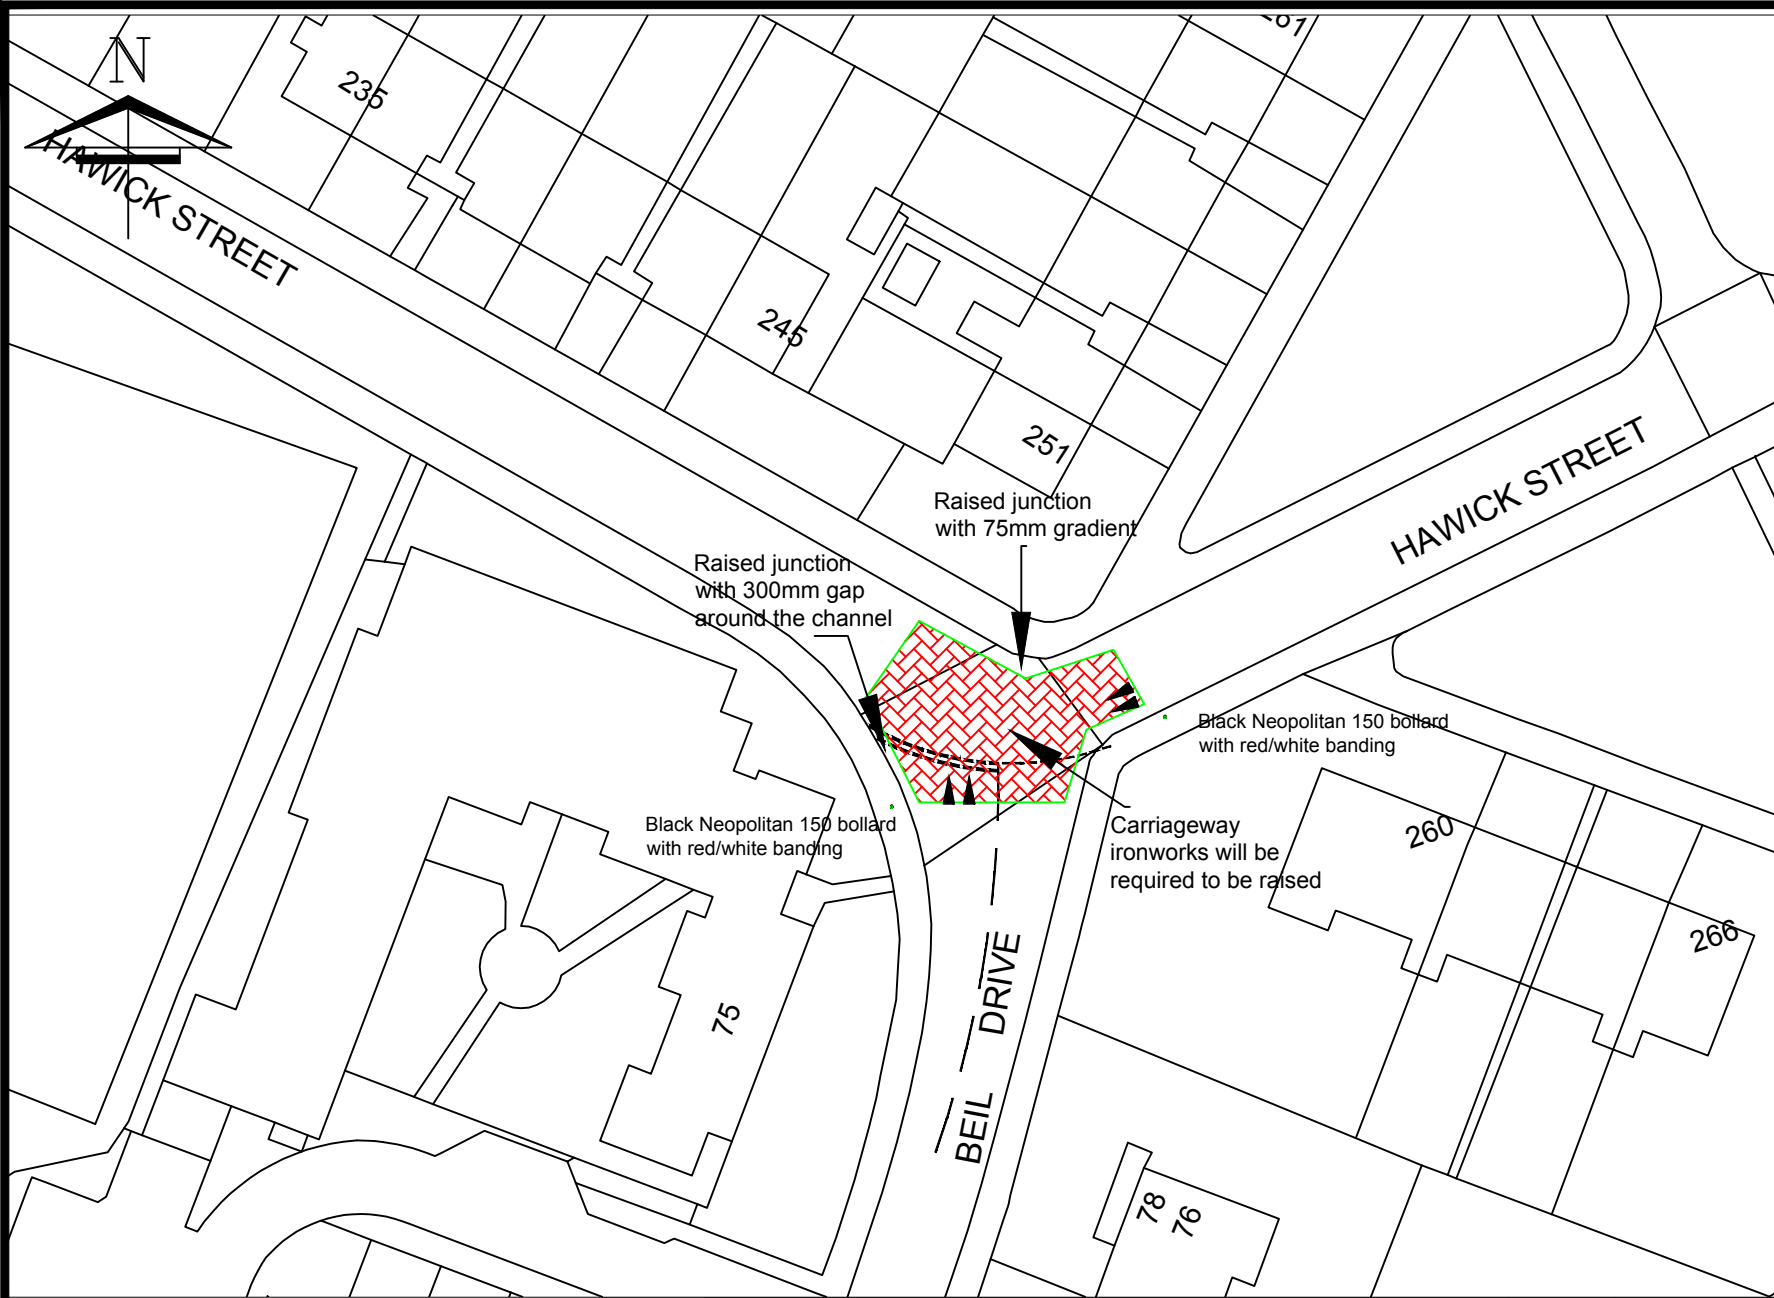 N
235
261
HAWICK STREET
245
251
HAWICK STREET
Raised junction
with 75mm gradient
Raised junction
with 300mm gap
around the channel
Black Neopolitan 150 bollard
with red/white banding
Black Neopolitan 150 bollard
with red/white banding
Carriageway
ironworks will be
required to be raised
260
266
75
BEIL DRIVE
78
76